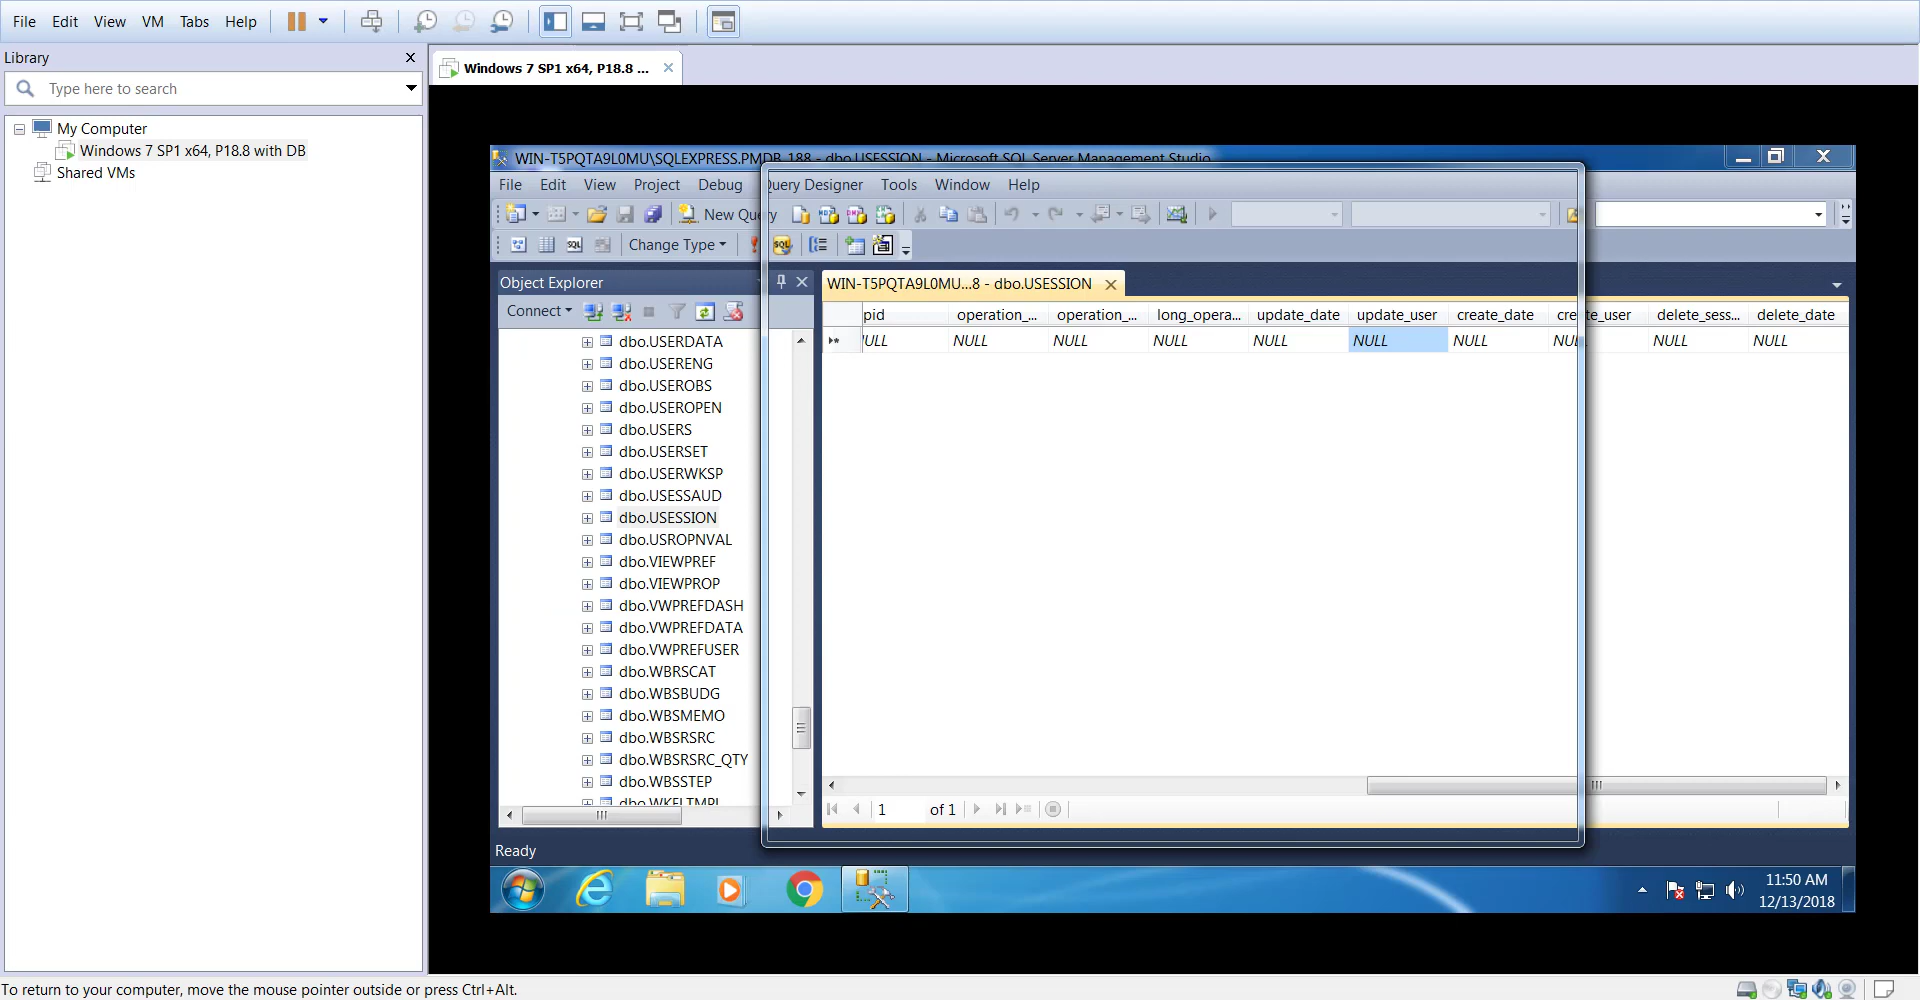 File Edit View VM Tabs Help
Library
Type here to search
My Computer
Windows 7 SP1 x64, P18.8 with DB
Shared VMs
Windows 7 SP1 x64, P18.8 ...
WIN-T5PQTA9L0MU\SQLEXPRESS.PMDB_188 - dbo.USESSION - Microsoft SQL Server Management Studio
File Edit View Project Debug Query Designer Tools Window Help
New Query
Change Type
Object Explorer
Connect
dbo.USERDATA
dbo.USERENG
dbo.USEROBS
dbo.USEROPEN
dbo.USERS
dbo.USERSET
dbo.USERWKSP
dbo.USESSAUD
dbo.USESSION
dbo.USROPNVAL
dbo.VIEWPREF
dbo.VIEWPROP
dbo.VWPREFDASH
dbo.VWPREFDATA
dbo.VWPREFUSER
dbo.WBRSCAT
dbo.WBSBUDG
dbo.WBSMEMO
dbo.WBSRSRC
dbo.WBSRSRC_QTY
dbo.WBSSTEP
WIN-T5PQTA9L0MU...8 - dbo.USESSION
pid operation_... operation_... long_opera... update_date update_user create_date create_user delete_sess... delete_date
NULL NULL NULL NULL NULL NULL NULL NULL NULL NULL
1 of 1
Ready
11:50 AM
12/13/2018
To return to your computer, move the mouse pointer outside or press Ctrl+Alt.